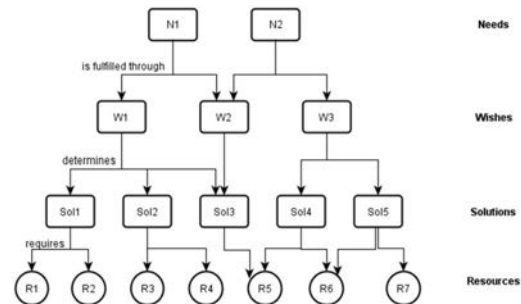 N1 N2 Needs
is fulfilled through
W1 W2 W3 Wishes
determines
Sol1 Sol2 Sol3 Sol4 Sol5 Solutions
requires
R1 R2 R3 R4 R5 R6 R7 Resources